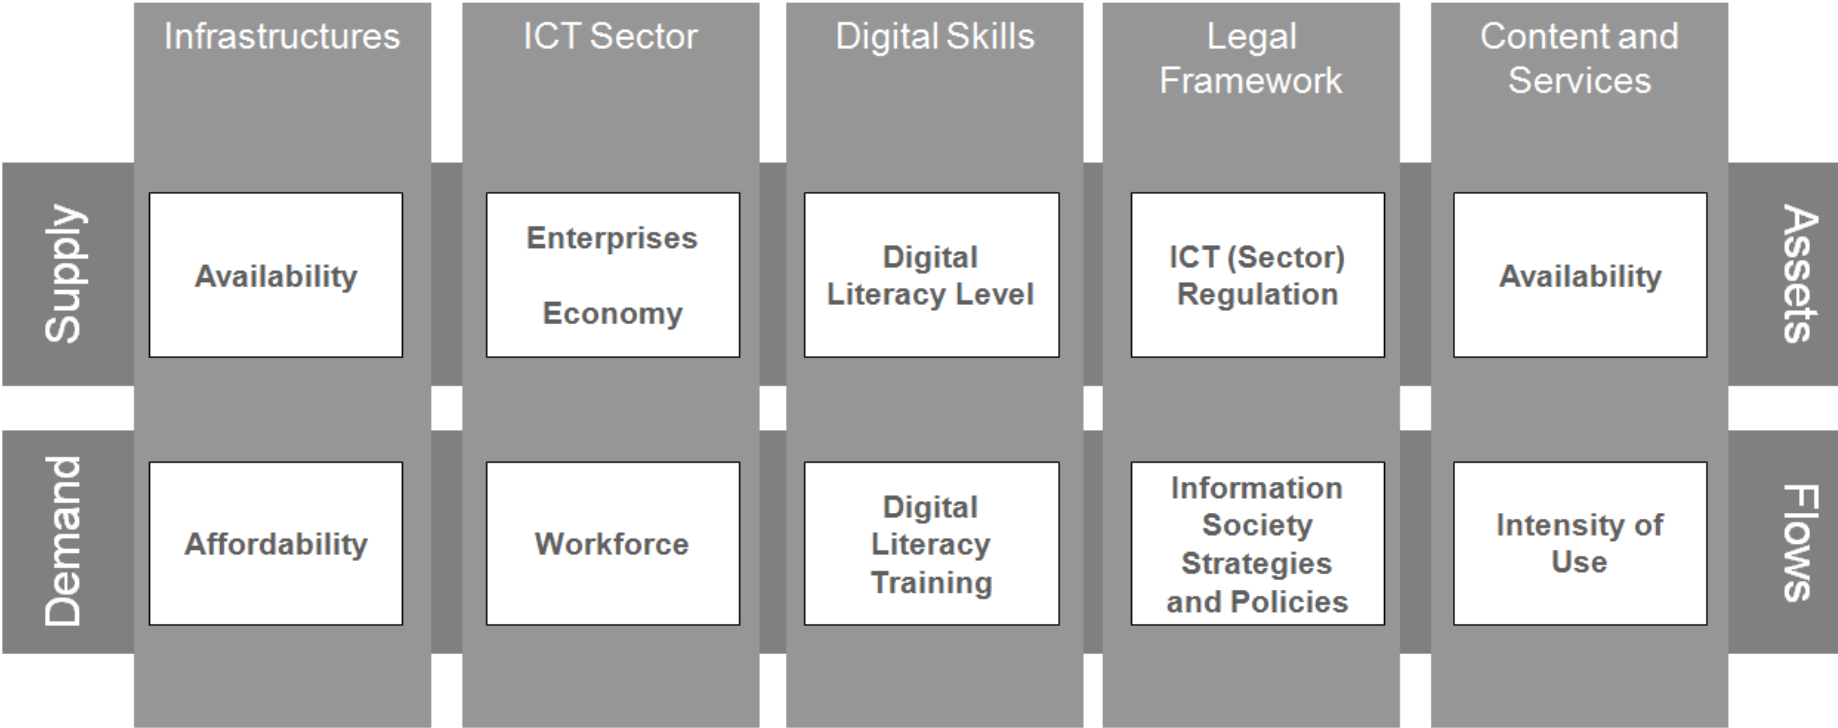 Infrastructures
ICT Sector
Digital Skills
Legal
Framework
Content and
Services
Supply
Availability
Enterprises
Economy
Digital
Literacy Level
ICT (Sector)
Regulation
Availability
Assets
Demand
Affordability
Workforce
Digital
Literacy
Training
Information
Society
Strategies
and Policies
Intensity of
Use
Flows